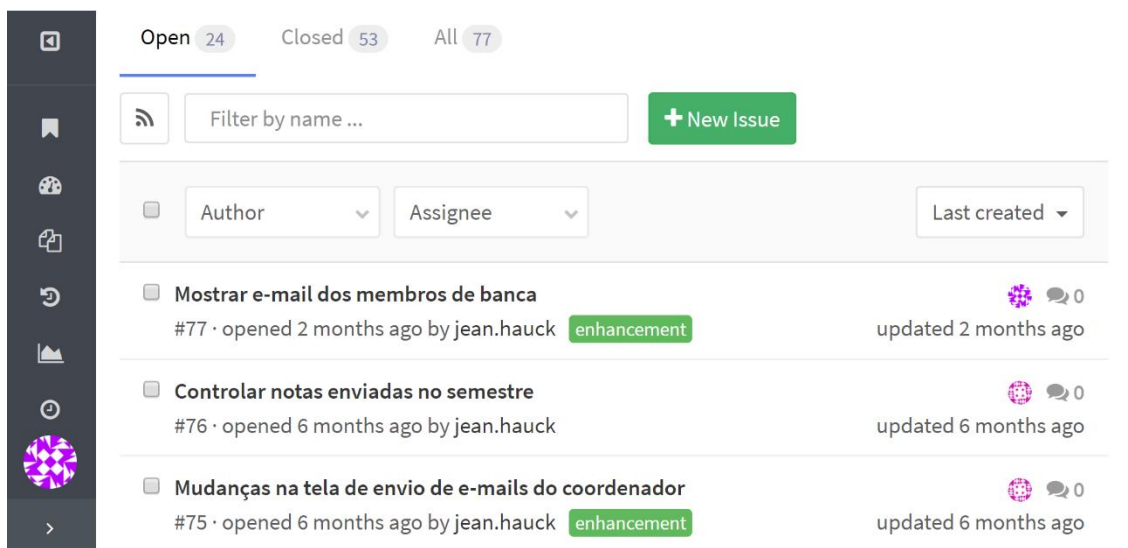 Open 24 Closed 53 All 77
Filter by name ... New Issue
Author Assignee Last created
Mostrar e-mail dos membros de banca 0
#77 · opened 2 months ago by jean.hauck enhancement updated 2 months ago
Controlar notas enviadas no semestre 0
#76 · opened 6 months ago by jean.hauck updated 6 months ago
Mudanças na tela de envio de e-mails do coordenador 0
#75 · opened 6 months ago by jean.hauck enhancement updated 6 months ago